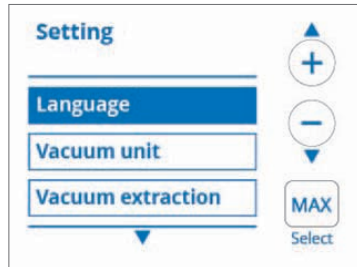 Setting
Language
Vacuum unit
Vacuum extraction
+
−
MAX
Select